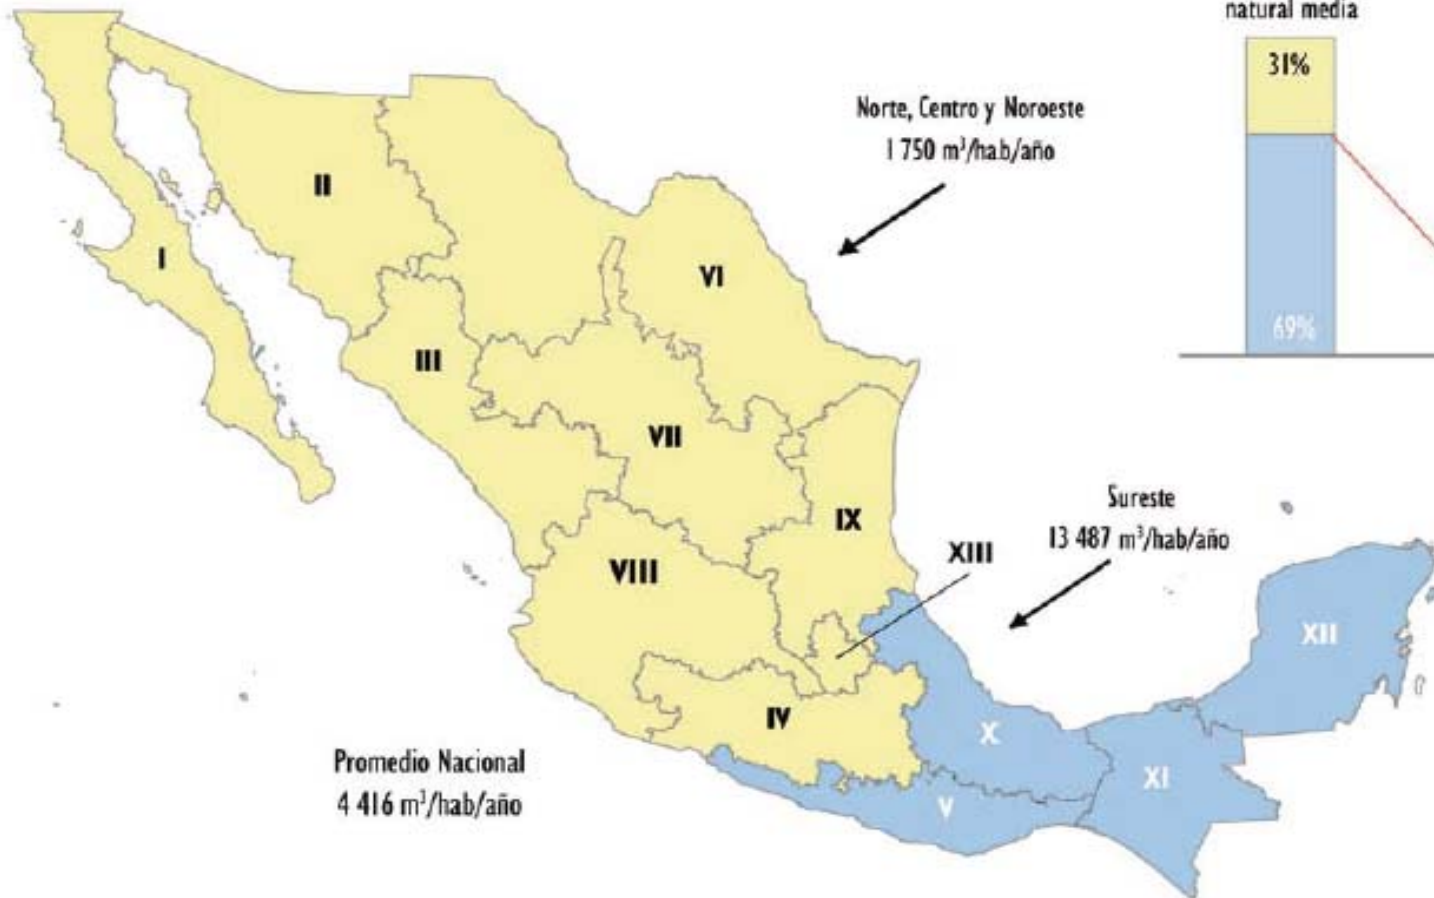 natural media
31%
69%
Norte, Centro y Noroeste
1 750 m³/hab/año
II
I
VI
III
VII
IX
Sureste
13 487 m³/hab/año
XIII
VIII
XII
IV
X
XI
V
Promedio Nacional
4 416 m³/hab/año